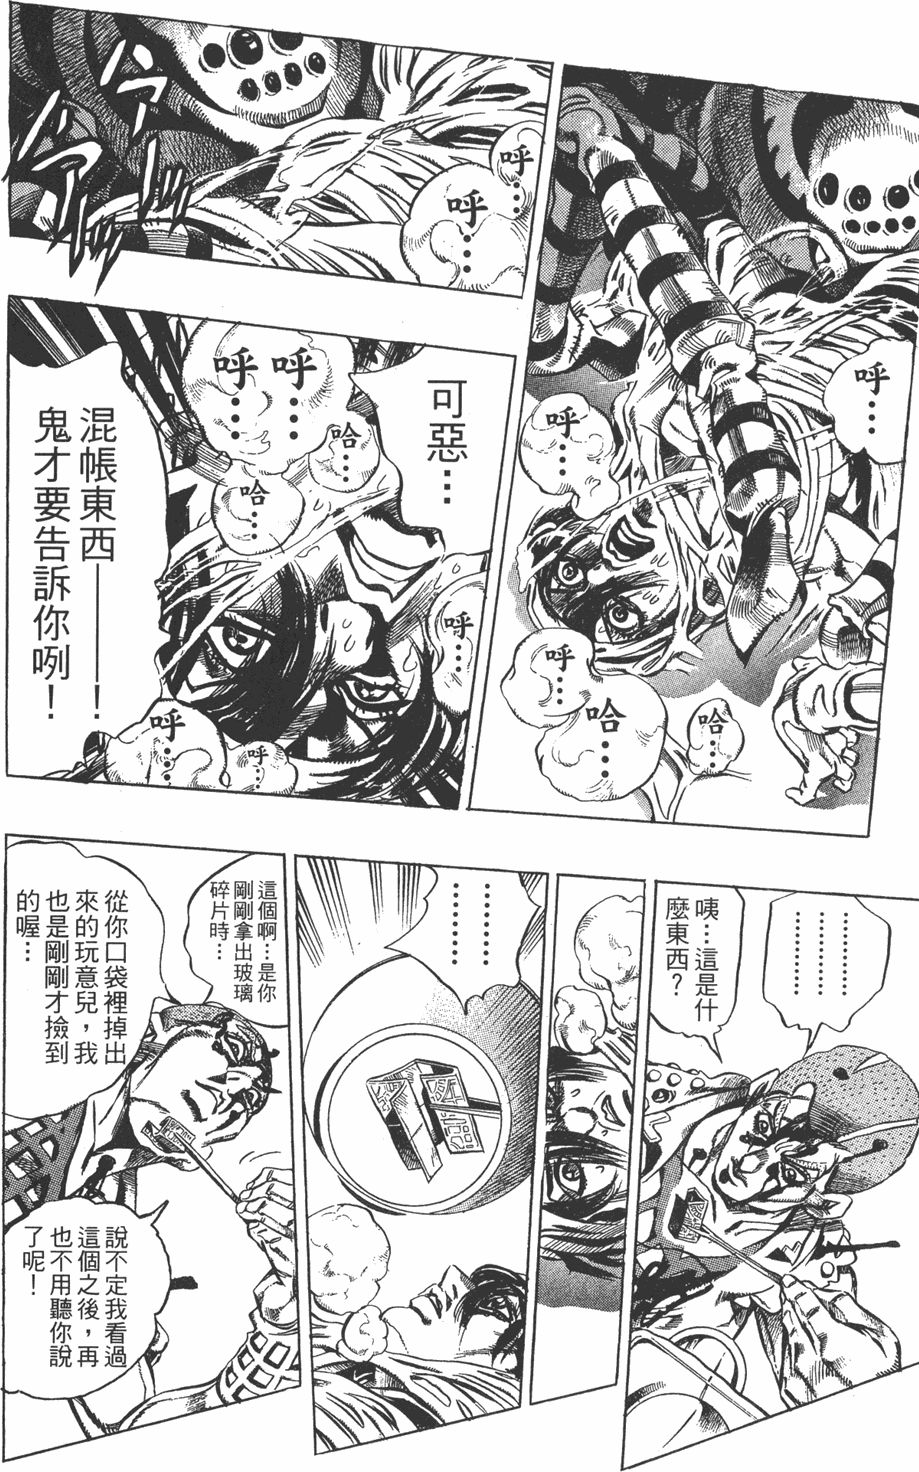 呼…
呼…
呼…
哈…
哈…
呼…
呼…
ゴゴゴゴ
可惡…
呼…
呼…
哈…
哈…
混帳東西——！
鬼才要告訴你咧！
呼…
呼…
呼…
………
………
咦…這是什
麼東西？
………
………
這個啊…是你
剛剛拿出玻璃
碎片時…
從你口袋裡掉出
來的玩意兒，我
也是剛剛才撿到
的喔…
說不定我看過
這個之後，再
也不用聽你說
了呢！